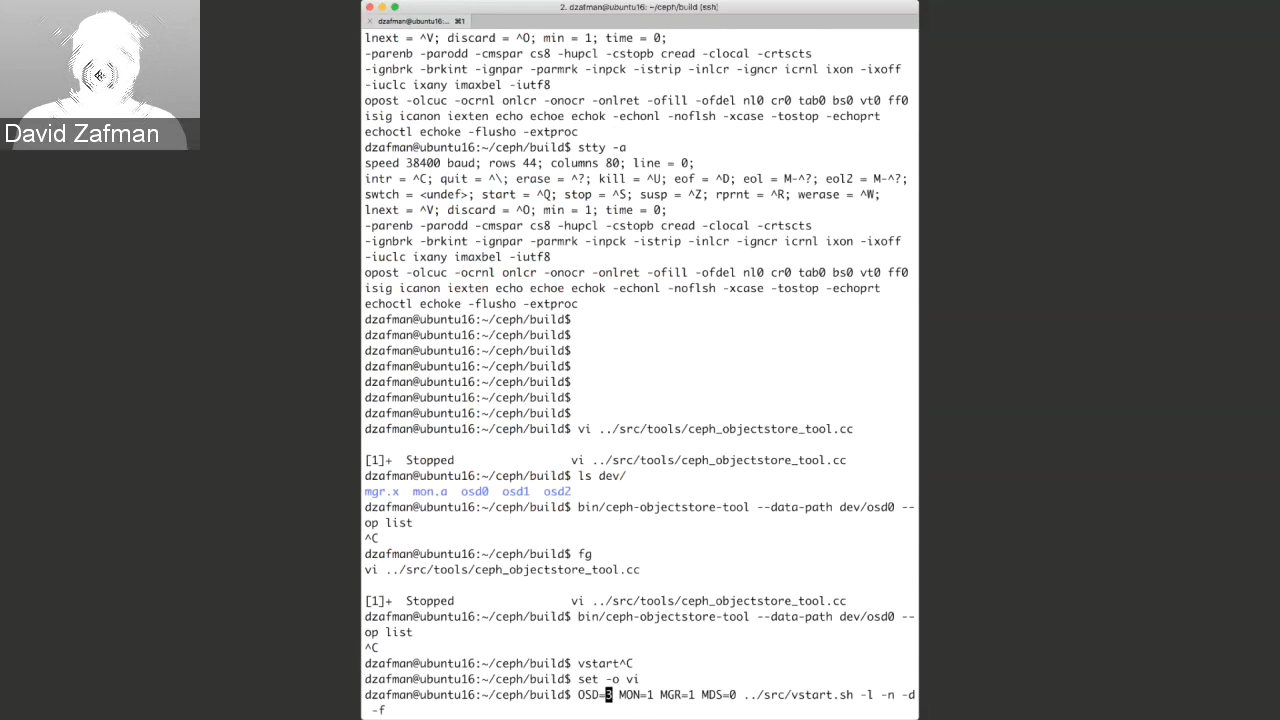 2. dzafman@ubuntu16: ~/ceph/build (ssh)
× dzafman@ubuntu16:... ⌘1
lnext = ^V; discard = ^O; min = 1; time = 0;
-parenb -parodd -cmspar cs8 -hupcl -cstopb cread -clocal -crtscts
-ignbrk -brkint -ignpar -parmrk -inpck -istrip -inlcr -igncr icrnl ixon -ixoff
-iuclc ixany imaxbel -iutf8
opost -olcuc -ocrnl onlcr -onocr -onlret -ofill -ofdel nl0 cr0 tab0 bs0 vt0 ff0
isig icanon iexten echo echoe echok -echonl -noflsh -xcase -tostop -echoprt
echoctl echoke -flusho -extproc
dzafman@ubuntu16:~/ceph/build$ stty -a
speed 38400 baud; rows 44; columns 80; line = 0;
intr = ^C; quit = ^\; erase = ^?; kill = ^U; eof = ^D; eol = M-^?; eol2 = M-^?;
swtch = <undef>; start = ^Q; stop = ^S; susp = ^Z; rprnt = ^R; werase = ^W;
lnext = ^V; discard = ^O; min = 1; time = 0;
-parenb -parodd -cmspar cs8 -hupcl -cstopb cread -clocal -crtscts
-ignbrk -brkint -ignpar -parmrk -inpck -istrip -inlcr -igncr icrnl ixon -ixoff
-iuclc ixany imaxbel -iutf8
opost -olcuc -ocrnl onlcr -onocr -onlret -ofill -ofdel nl0 cr0 tab0 bs0 vt0 ff0
isig icanon iexten echo echoe echok -echonl -noflsh -xcase -tostop -echoprt
echoctl echoke -flusho -extproc
dzafman@ubuntu16:~/ceph/build$
dzafman@ubuntu16:~/ceph/build$
dzafman@ubuntu16:~/ceph/build$
dzafman@ubuntu16:~/ceph/build$
dzafman@ubuntu16:~/ceph/build$
dzafman@ubuntu16:~/ceph/build$
dzafman@ubuntu16:~/ceph/build$
dzafman@ubuntu16:~/ceph/build$ vi ../src/tools/ceph_objectstore_tool.cc
[1]+ Stopped vi ../src/tools/ceph_objectstore_tool.cc
dzafman@ubuntu16:~/ceph/build$ ls dev/
mgr.x mon.a osd0 osd1 osd2
dzafman@ubuntu16:~/ceph/build$ bin/ceph-objectstore-tool --data-path dev/osd0 --
op list
^C
dzafman@ubuntu16:~/ceph/build$ fg
vi ../src/tools/ceph_objectstore_tool.cc
[1]+ Stopped vi ../src/tools/ceph_objectstore_tool.cc
dzafman@ubuntu16:~/ceph/build$ bin/ceph-objectstore-tool --data-path dev/osd0 --
op list
^C
dzafman@ubuntu16:~/ceph/build$ vstart^C
dzafman@ubuntu16:~/ceph/build$ set -o vi
dzafman@ubuntu16:~/ceph/build$ OSD=3 MON=1 MGR=1 MDS=0 ../src/vstart.sh -l -n -d
-f
David Zafman